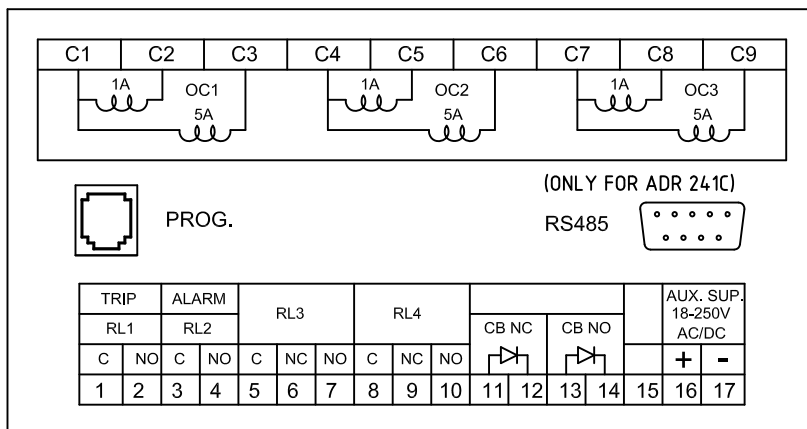 C1 C2 C3 C4 C5 C6 C7 C8 C9
1A OC1 1A OC2 1A OC3
5A 5A 5A
(ONLY FOR ADR 241C)
PROG. RS485
TRIP ALARM RL3 RL4 AUX. SUP.
18-250V
RL1 RL2 CB NC CB NO AC/DC
C NO C NO C NC NO C NC NO + -
1 2 3 4 5 6 7 8 9 10 11 12 13 14 15 16 17